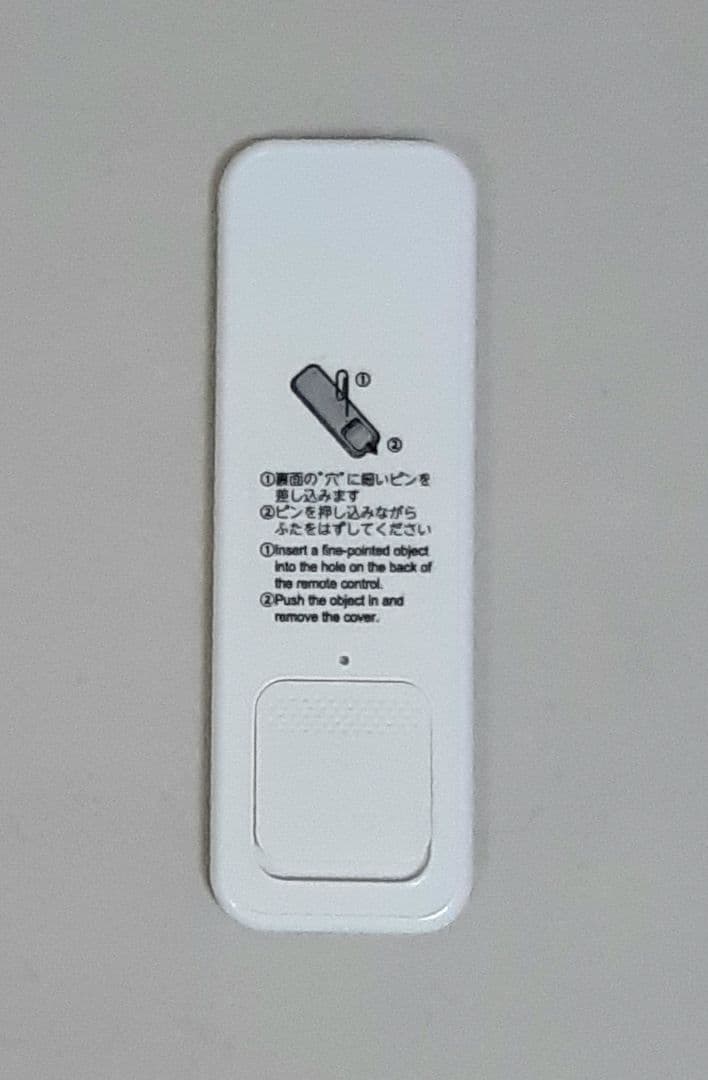 ①
②
①裏面の"穴"に細いピンを
差し込みます
②ピンを押し込みながら
ふたをはずしてください
①Insert a fine-pointed object
into the hole on the back of
the remote control.
②Push the object in and
remove the cover.